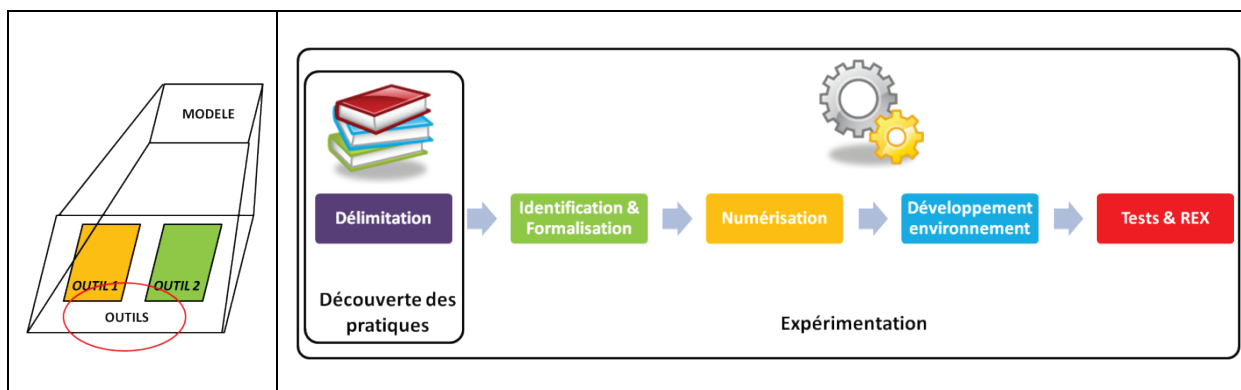 MODELE
OUTIL 1
OUTIL 2
OUTILS
Délimitation
Identification &
Formalisation
Numérisation
Développement
environnement
Tests & REX
Découverte des
pratiques
Expérimentation